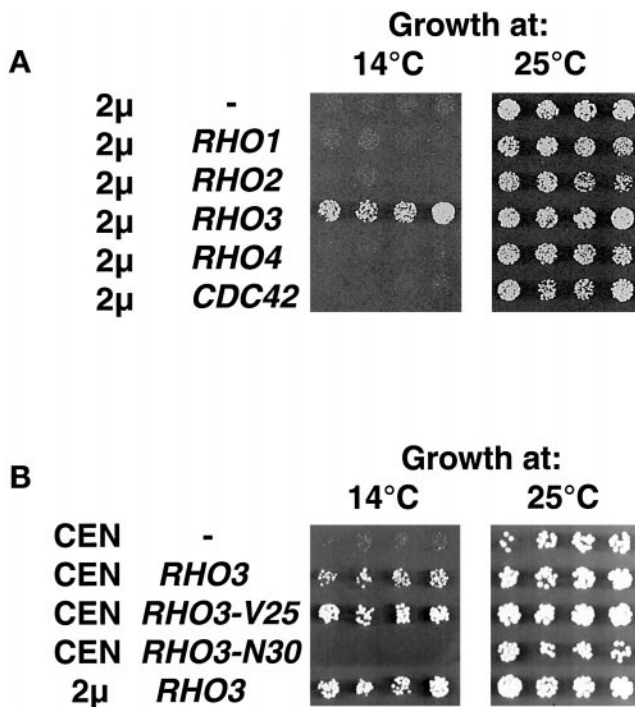 Growth at:
A
14°C 25°C
2µ -
2µ RHO1
2µ RHO2
2µ RHO3
2µ RHO4
2µ CDC42
Growth at:
B
14°C 25°C
CEN -
CEN RHO3
CEN RHO3-V25
CEN RHO3-N30
2µ RHO3